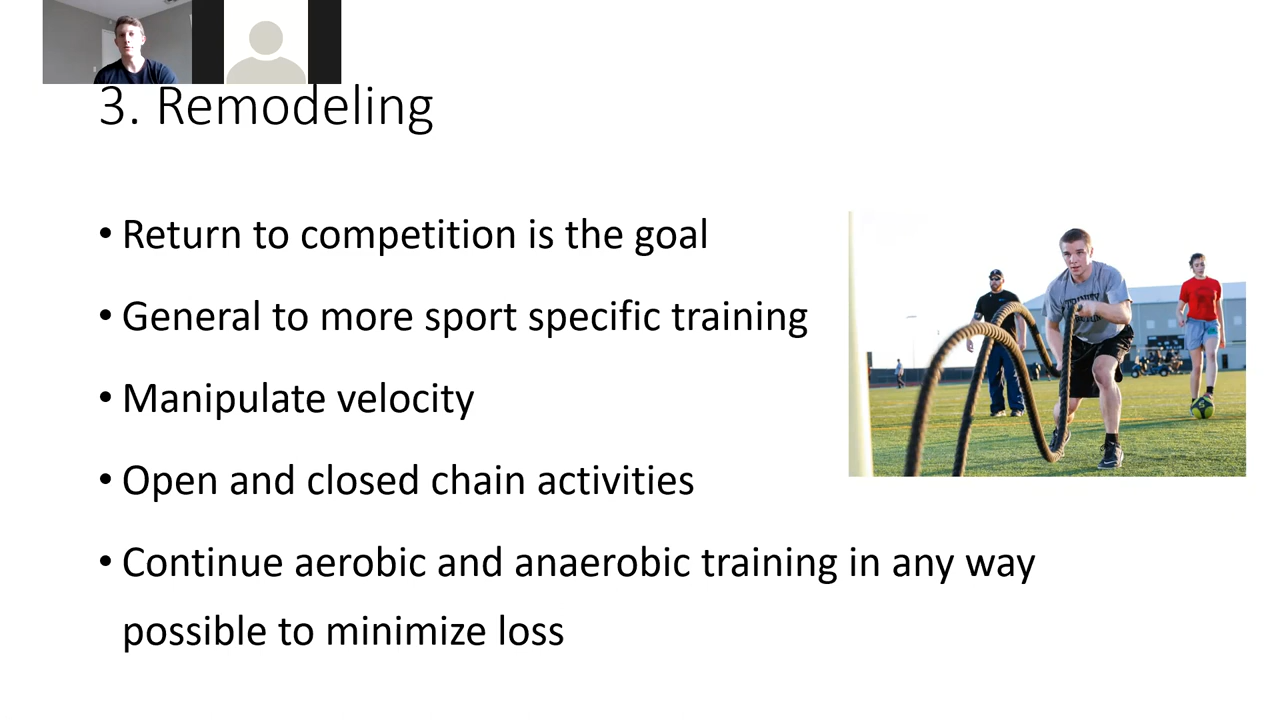 3. Remodeling
• Return to competition is the goal
• General to more sport specific training
• Manipulate velocity
• Open and closed chain activities
• Continue aerobic and anaerobic training in any way
possible to minimize loss